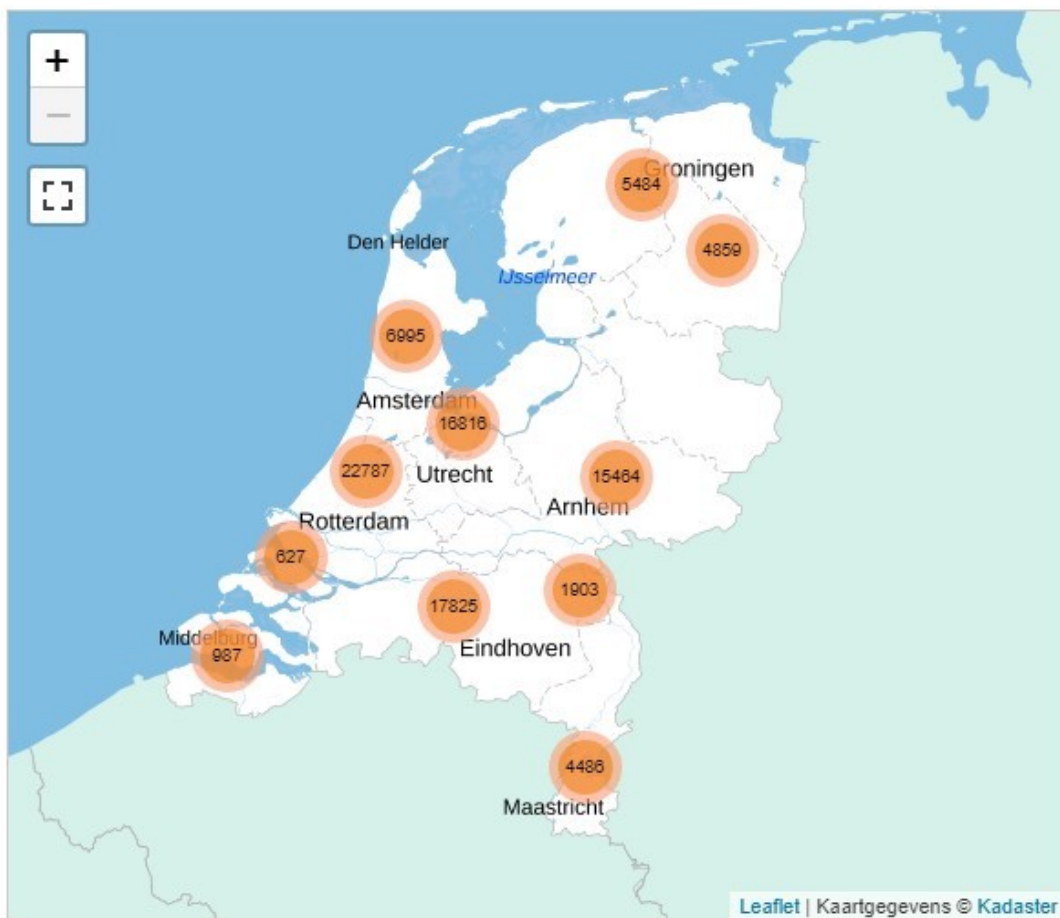 +
−
Groningen
5484
Den Helder
4859
IJsselmeer
6995
Amsterdam
16816
22787
Utrecht
15464
Arnhem
Rotterdam
627
1903
17825
Middelburg
Eindhoven
987
4486
Maastricht
Leaflet | Kaartgegevens © Kadaster